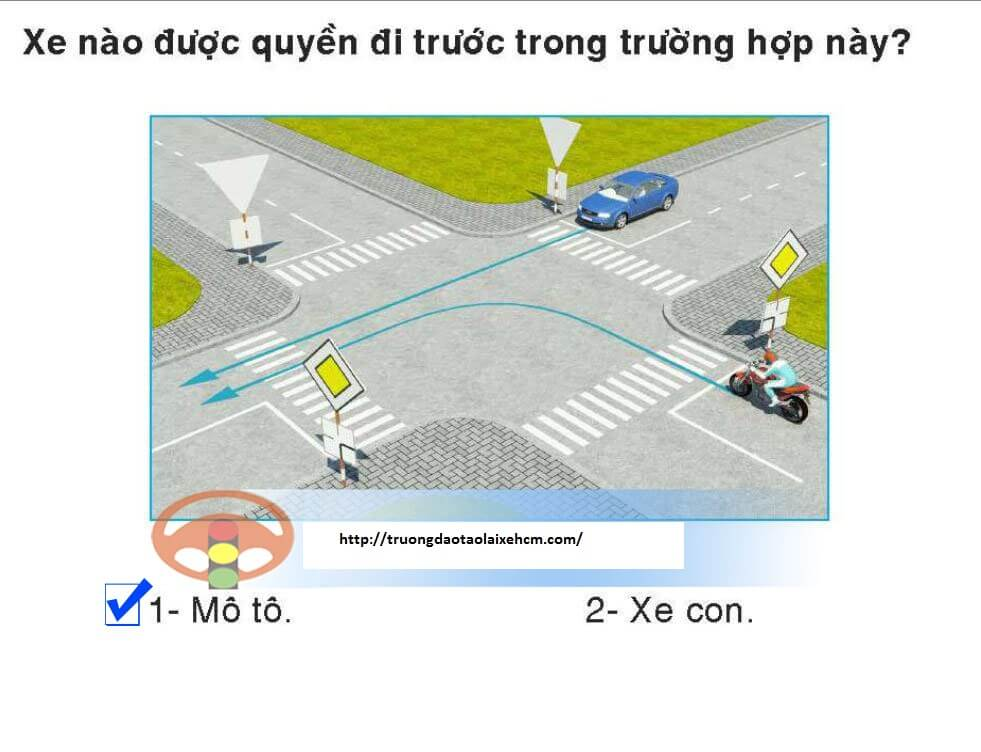 Xe nào được quyền đi trước trong trường hợp này?
http://truongdaotaolaixehcm.com/
1- Mô tô.
2- Xe con.